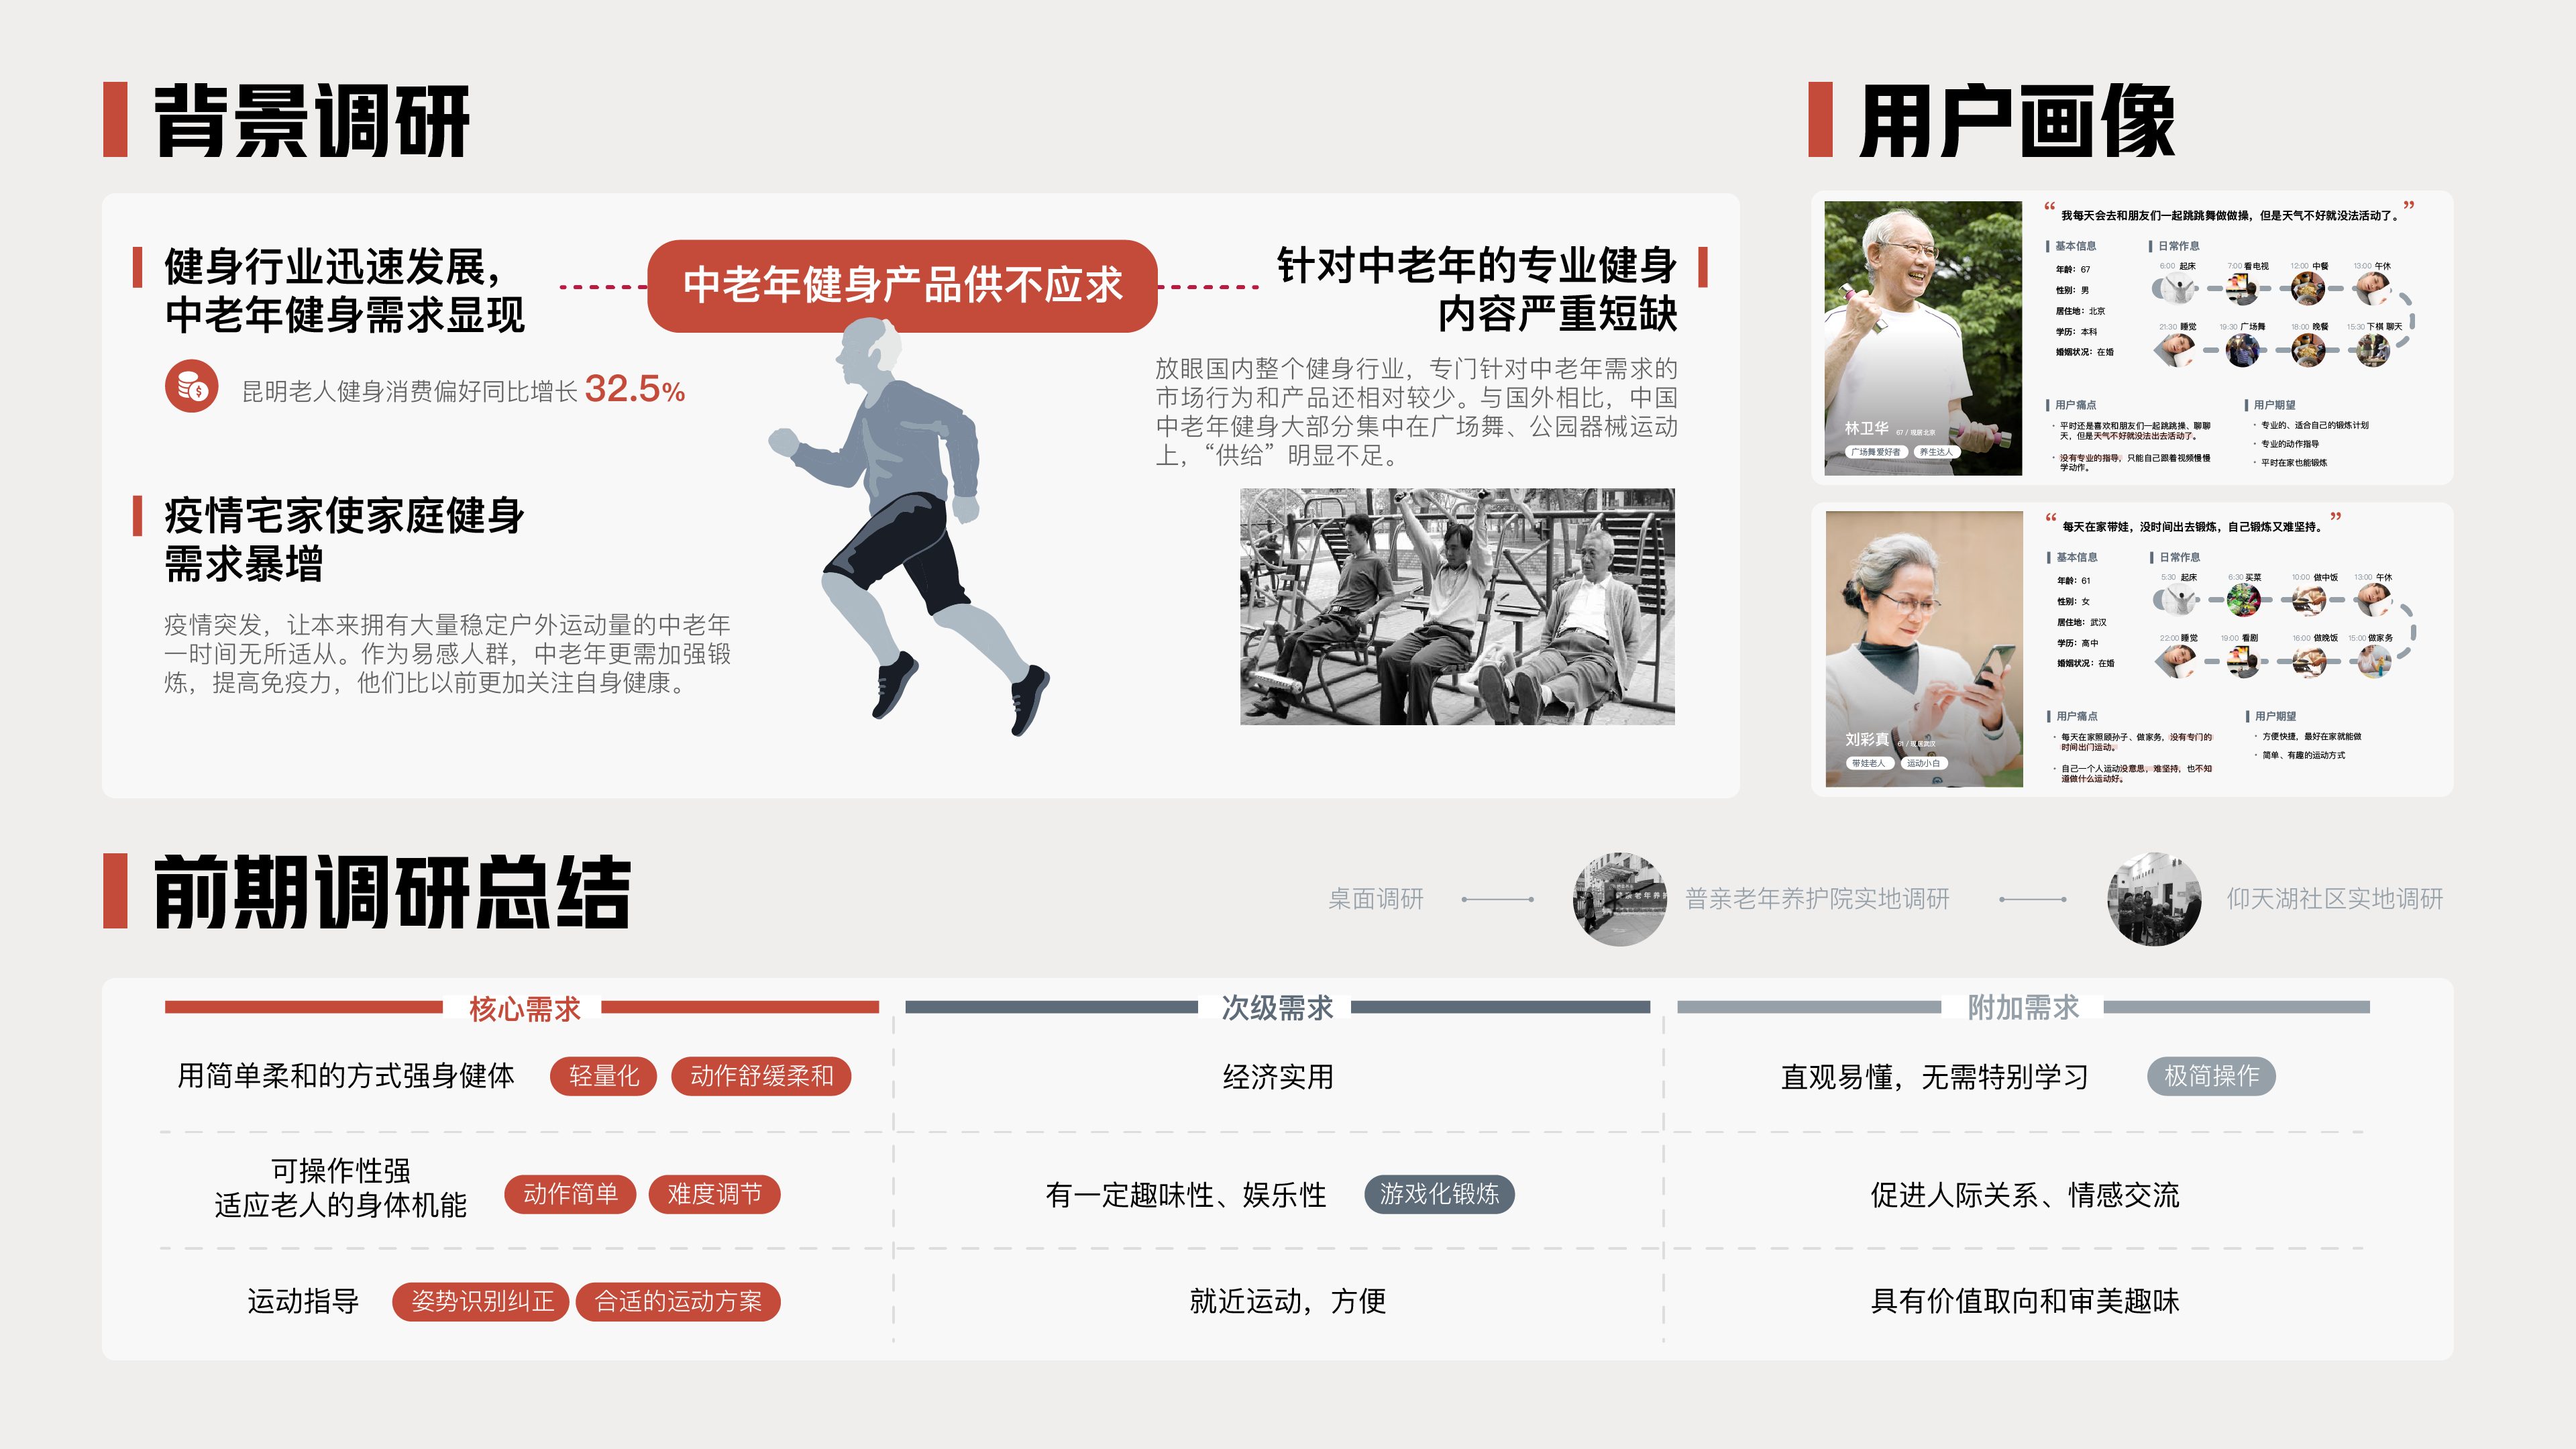 背景调研
健身行业迅速发展，
中老年健身需求显现
昆明老人健身消费偏好同比增长 32.5%
疫情宅家使家庭健身
需求暴增
疫情突发，让本来拥有大量稳定户外运动量的中老年
一时间无所适从。作为易感人群，中老年更需加强锻
炼，提高免疫力，他们比以前更加关注自身健康。
中老年健身产品供不应求
针对中老年的专业健身
内容严重短缺
放眼国内整个健身行业，专门针对中老年需求的
市场行为和产品还相对较少。与国外相比，中国
中老年健身大部分集中在广场舞、公园器械运动
上，“供给”明显不足。
用户画像
“ 我每天会去和朋友们一起跳跳舞做做操，但是天气不好就没法活动了。”
林卫华 67 / 现居北京
广场舞爱好者 养生达人
基本信息
年龄：67
性别：男
居住地：北京
学历：本科
婚姻状况：在婚
日常作息
6:00 起床 7:00 看电视 12:00 中餐 13:00 午休
21:30 睡觉 19:30 广场舞 18:00 晚餐 15:30 下棋 聊天
用户痛点
· 平时还是喜欢和朋友们一起跳跳操、聊聊
天，但是天气不好就没法出去活动了。
· 没有专业的指导，只能自己跟着视频慢慢
学动作。
用户期望
· 专业的、适合自己的锻炼计划
· 专业的动作指导
· 平时在家也能锻炼
“ 每天在家带娃，没时间出去锻炼，自己锻炼又难坚持。”
刘彩真 61 / 现居武汉
带娃老人 运动小白
基本信息
年龄：61
性别：女
居住地：武汉
学历：高中
婚姻状况：在婚
日常作息
5:30 起床 6:30 买菜 10:00 做中饭 13:00 午休
22:00 睡觉 19:00 看剧 16:00 做晚饭 15:00 做家务
用户痛点
· 每天在家照顾孙子、做家务，没有专门的
时间出门运动。
· 自己一个人运动没意思，难坚持，也不知
道做什么运动好。
用户期望
· 方便快捷，最好在家就能做
· 简单、有趣的运动方式
前期调研总结
桌面调研
普亲老年养护院实地调研
仰天湖社区实地调研
核心需求
次级需求
附加需求
用简单柔和的方式强身健体 轻量化 动作舒缓柔和
经济实用
直观易懂，无需特别学习 极简操作
可操作性强
适应老人的身体机能 动作简单 难度调节
有一定趣味性、娱乐性 游戏化锻炼
促进人际关系、情感交流
运动指导 姿势识别纠正 合适的运动方案
就近运动，方便
具有价值取向和审美趣味